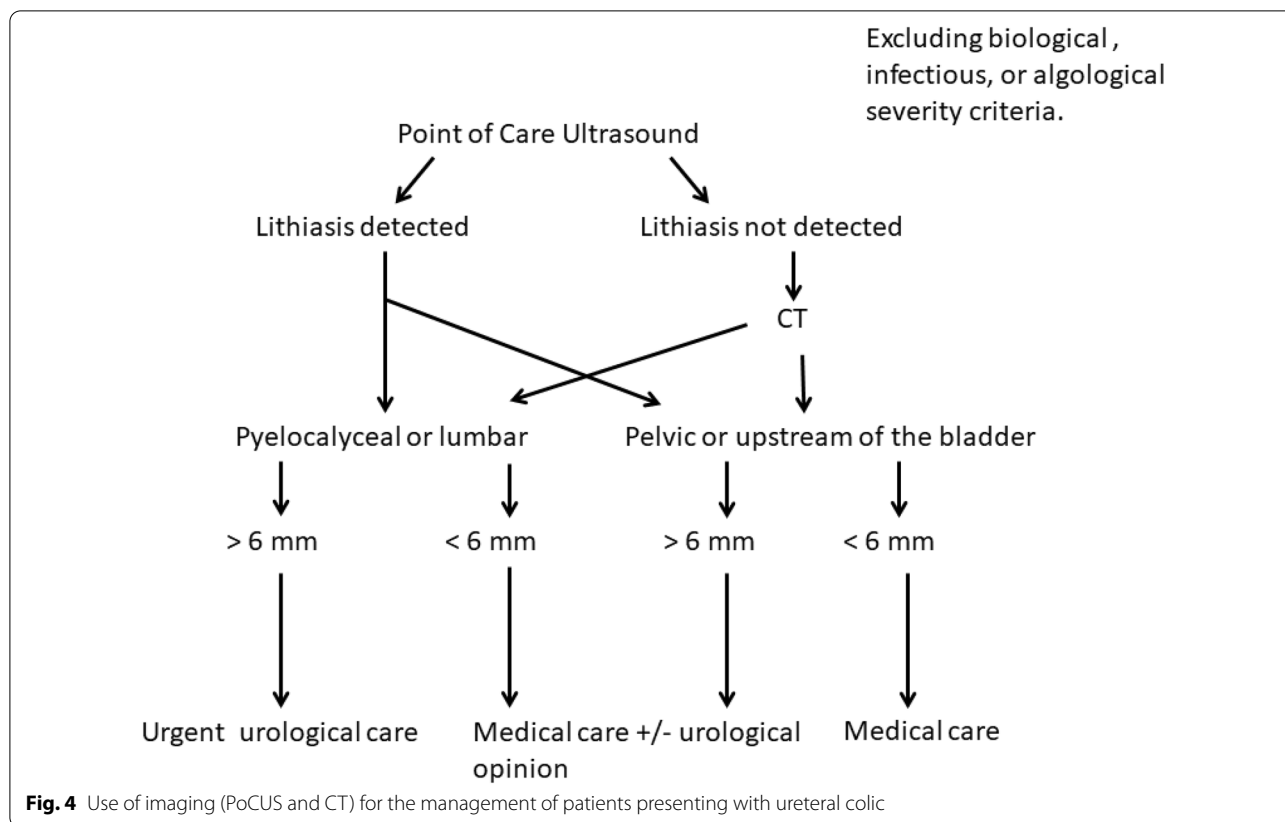 Excluding biological ,
infectious, or algological
severity criteria.
Point of Care Ultrasound
Lithiasis detected
Lithiasis not detected
CT
Pyelocalyceal or lumbar
Pelvic or upstream of the bladder
> 6 mm
< 6 mm
> 6 mm
< 6 mm
Urgent urological care
Medical care +/- urological
opinion
Medical care
Fig. 4 Use of imaging (PoCUS and CT) for the management of patients presenting with ureteral colic